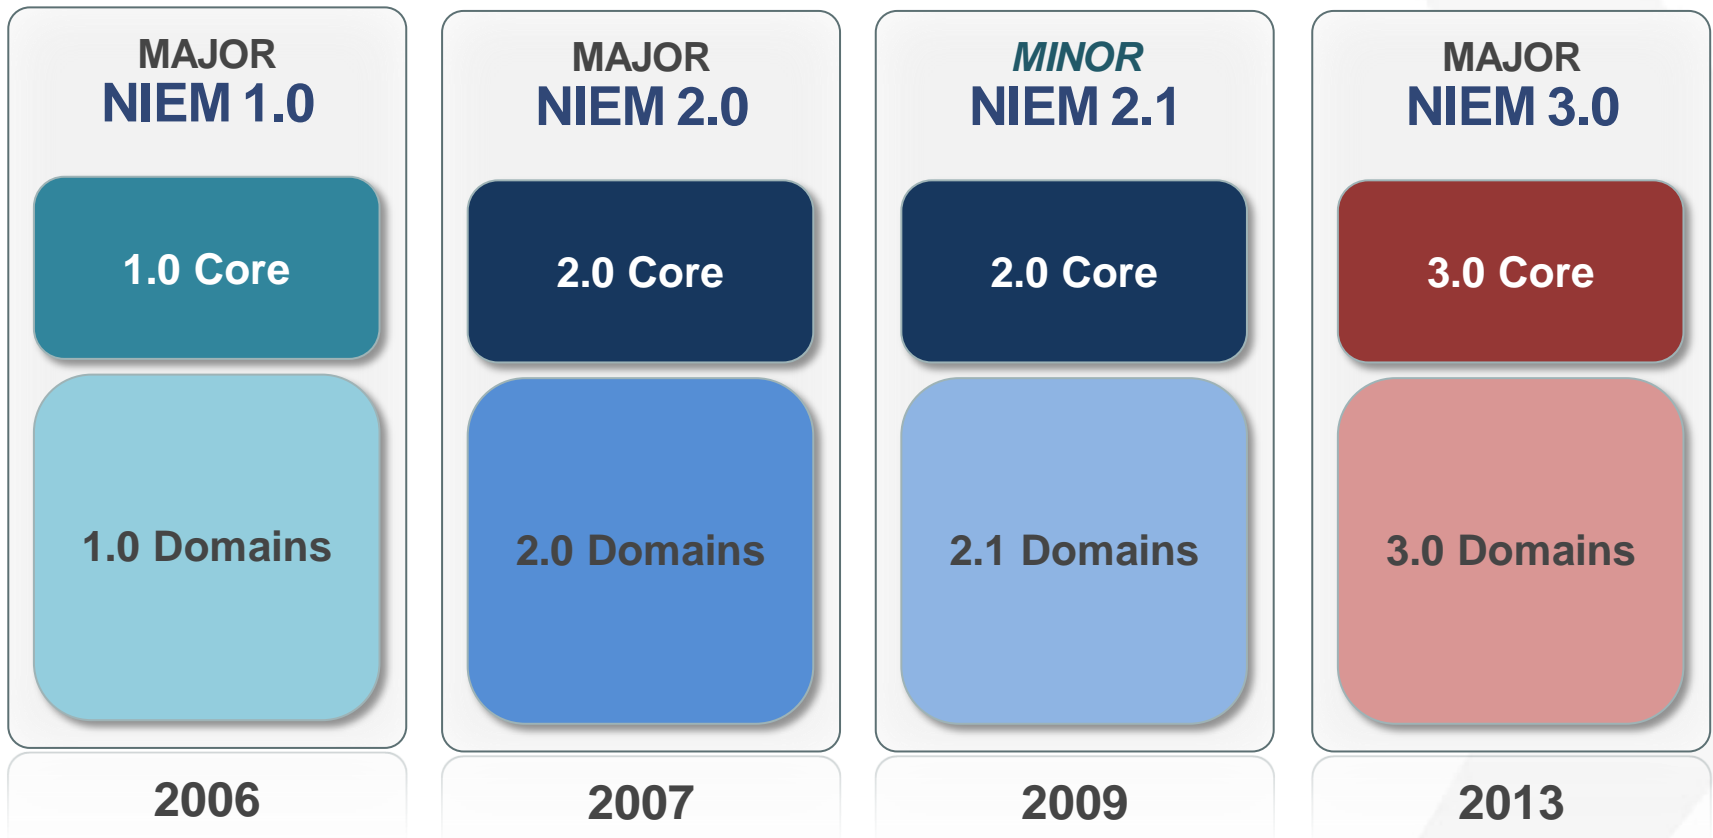 MAJOR
NIEM 1.0
1.0 Core
1.0 Domains
2006
MAJOR
NIEM 2.0
2.0 Core
2.0 Domains
2007
MINOR
NIEM 2.1
2.0 Core
2.1 Domains
2009
MAJOR
NIEM 3.0
3.0 Core
3.0 Domains
2013